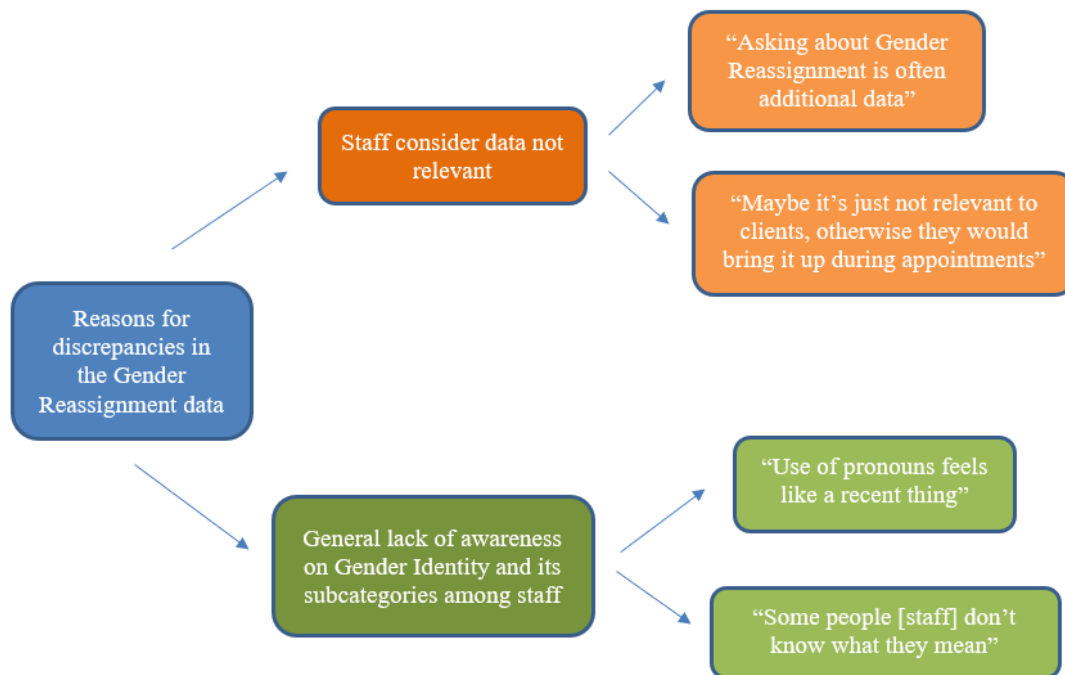 “Asking about Gender
Reassignment is often
additional data”
Staff consider data not
relevant
“Maybe it’s just not relevant to
clients, otherwise they would
bring it up during appointments”
Reasons for
discrepancies in
the Gender
Reassignment data
“Use of pronouns feels
like a recent thing”
General lack of awareness
on Gender Identity and its
subcategories among staff
“Some people [staff] don’t
know what they mean”